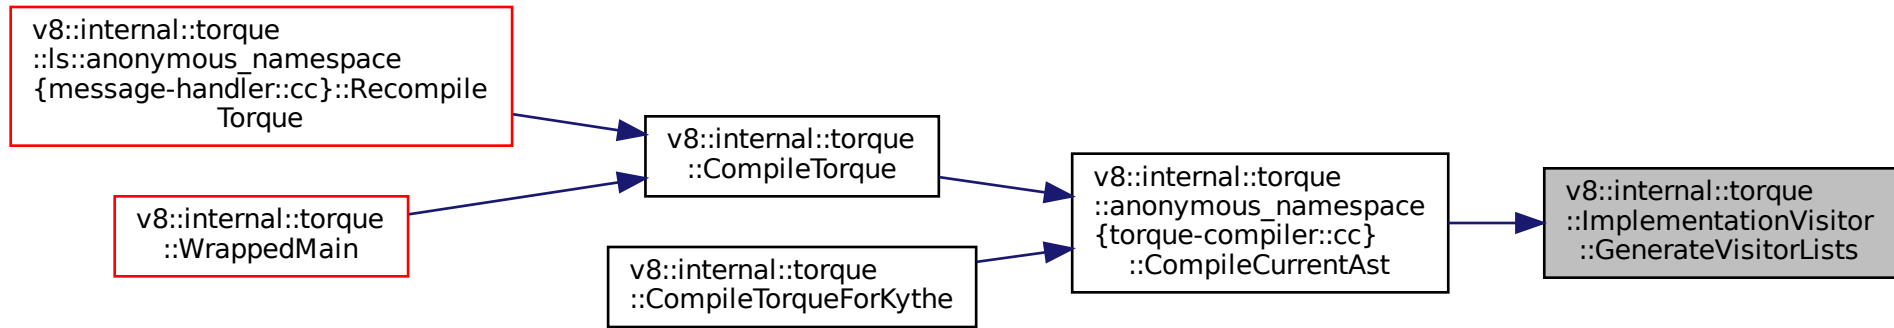 v8::internal::torque
::ls::anonymous_namespace
{message-handler::cc}::Recompile
Torque
v8::internal::torque
::WrappedMain
v8::internal::torque
::CompileTorque
v8::internal::torque
::CompileTorqueForKythe
v8::internal::torque
::anonymous_namespace
{torque-compiler::cc}
::CompileCurrentAst
v8::internal::torque
::ImplementationVisitor
::GenerateVisitorLists